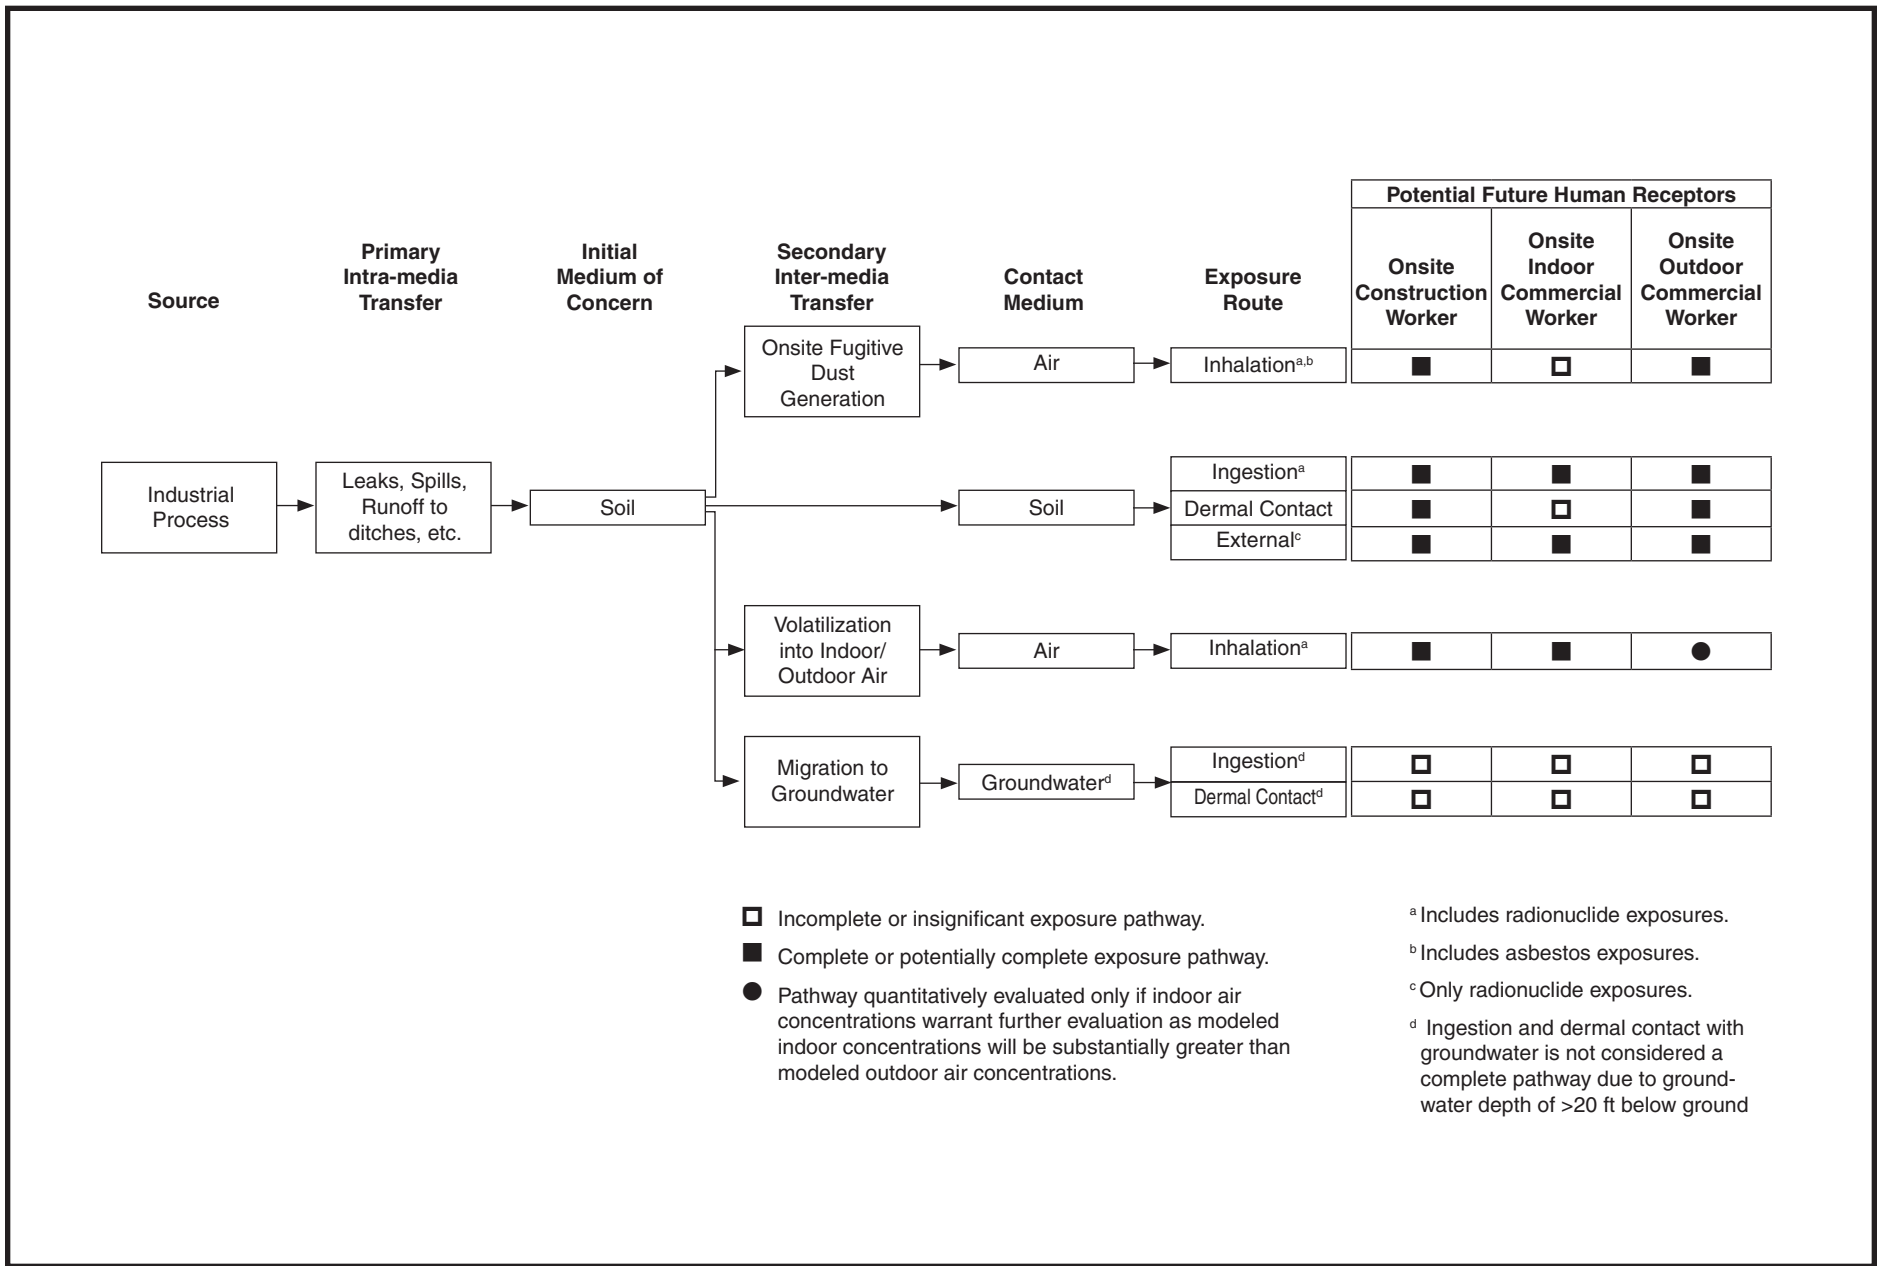 Potential Future Human Receptors
Source
Primary
Intra-media
Transfer
Initial
Medium of
Concern
Secondary
Inter-media
Transfer
Contact
Medium
Exposure
Route
Onsite
Construction
Worker
Onsite
Indoor
Commercial
Worker
Onsite
Outdoor
Commercial
Worker
Onsite Fugitive
Dust
Generation
Air
Inhalationa,b
Industrial
Process
Leaks, Spills,
Runoff to
ditches, etc.
Soil
Soil
Ingestiona
Dermal Contact
Externalc
Volatilization
into Indoor/
Outdoor Air
Air
Inhalationa
Migration to
Groundwater
Groundwaterd
Ingestiond
Dermal Contactd
Incomplete or insignificant exposure pathway.
Complete or potentially complete exposure pathway.
Pathway quantitatively evaluated only if indoor air
concentrations warrant further evaluation as modeled
indoor concentrations will be substantially greater than
modeled outdoor air concentrations.
a Includes radionuclide exposures.
b Includes asbestos exposures.
c Only radionuclide exposures.
d Ingestion and dermal contact with
groundwater is not considered a
complete pathway due to ground-
water depth of >20 ft below ground